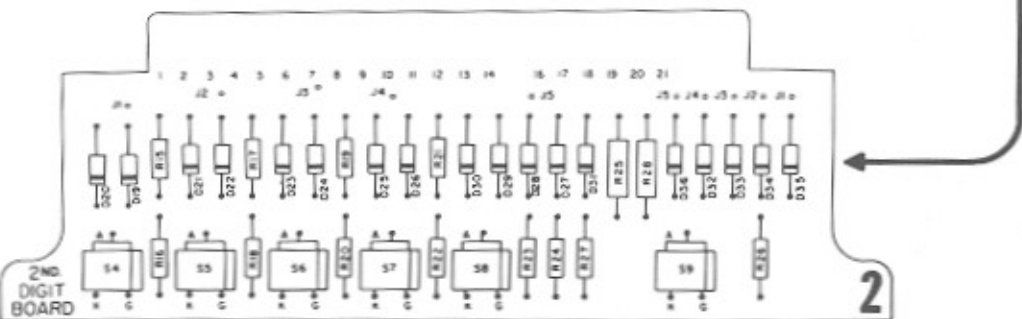 1 2 3 4 5 6 7 8 9 10 11 12 13 14 16 17 18 19 20 21
J1 J2 J3 J4 J5 J5 J4 J3 J2 J1
D20 D19 R15 D21 D22 R17 D23 D24 R19 D25 D26 R21 D30 D29 D28 D27 D31 R25 R28 D36 D32 D33 D34 D35
A A A A A A
S4 R16 S5 R18 S6 R20 S7 R22 S8 R23 R24 R27 S9 R26
K G K G K G K G K G K G
2ND.
DIGIT
BOARD
2